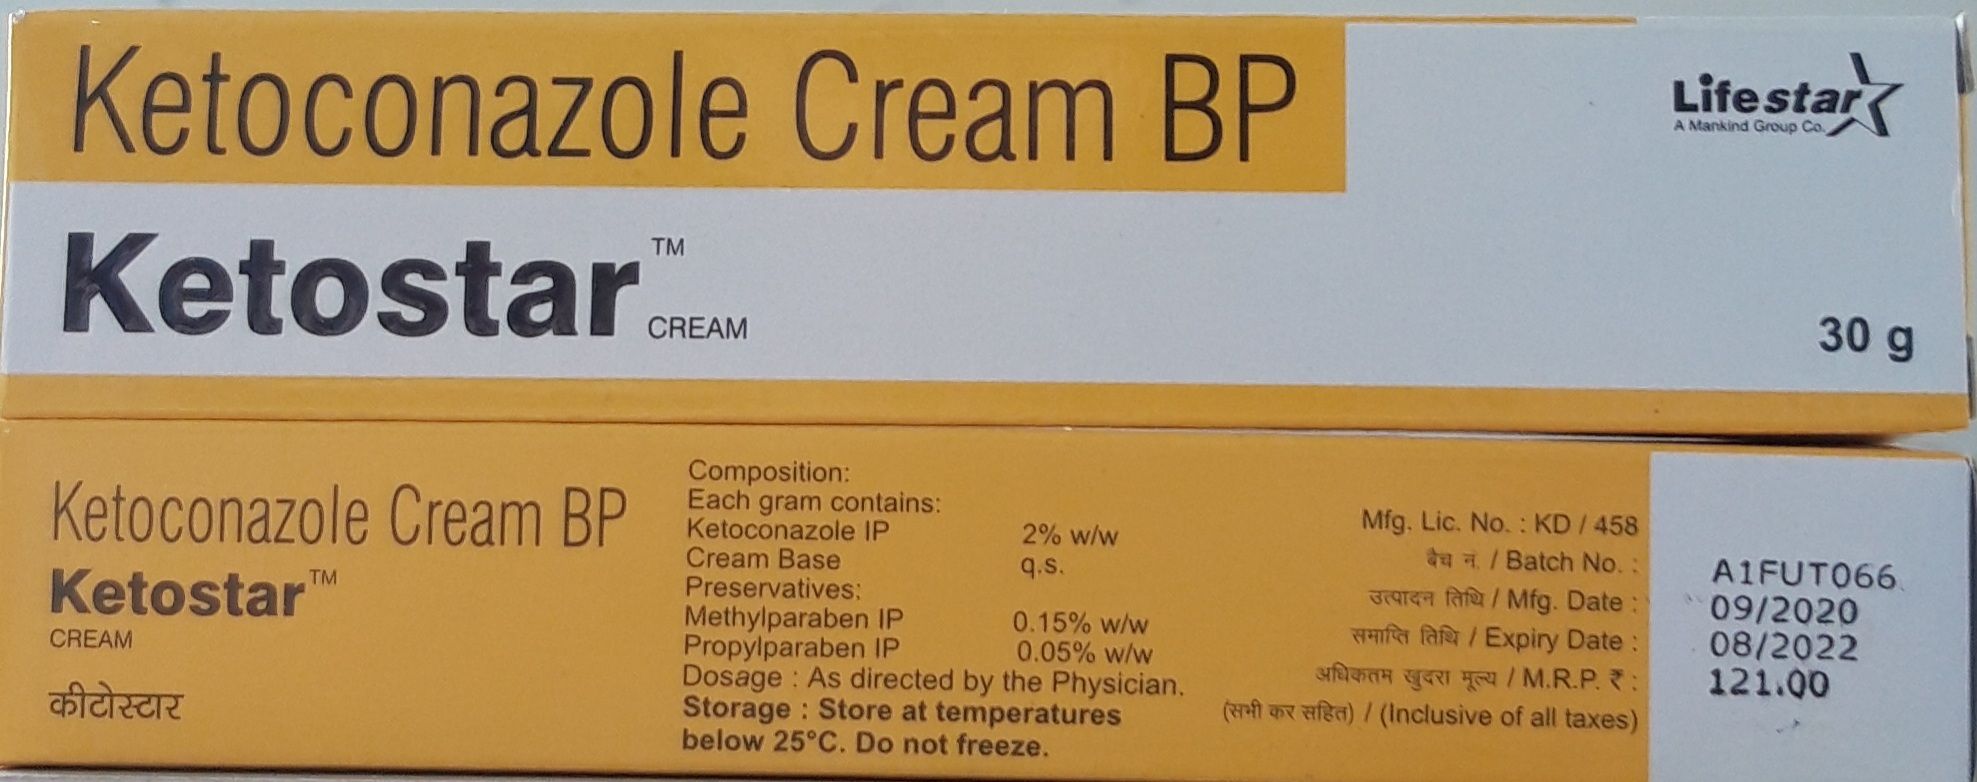 Ketoconazole Cream BP
Lifestar
A Mankind Group Co.
Ketostar™
CREAM
30 g
Ketoconazole Cream BP
Ketostar™
CREAM
कीटोस्टार
Composition:
Each gram contains:
Ketoconazole IP 2% w/w
Cream Base q.s.
Preservatives:
Methylparaben IP 0.15% w/w
Propylparaben IP 0.05% w/w
Dosage : As directed by the Physician.
Storage : Store at temperatures
below 25°C. Do not freeze.
Mfg. Lic. No. : KD / 458
बैच नं. / Batch No. : A1FUT066
उत्पादन तिथि / Mfg. Date : 09/2020
समाप्ति तिथि / Expiry Date : 08/2022
अधिकतम खुदरा मूल्य / M.R.P. ₹ : 121.00
(सभी कर सहित) / (Inclusive of all taxes)